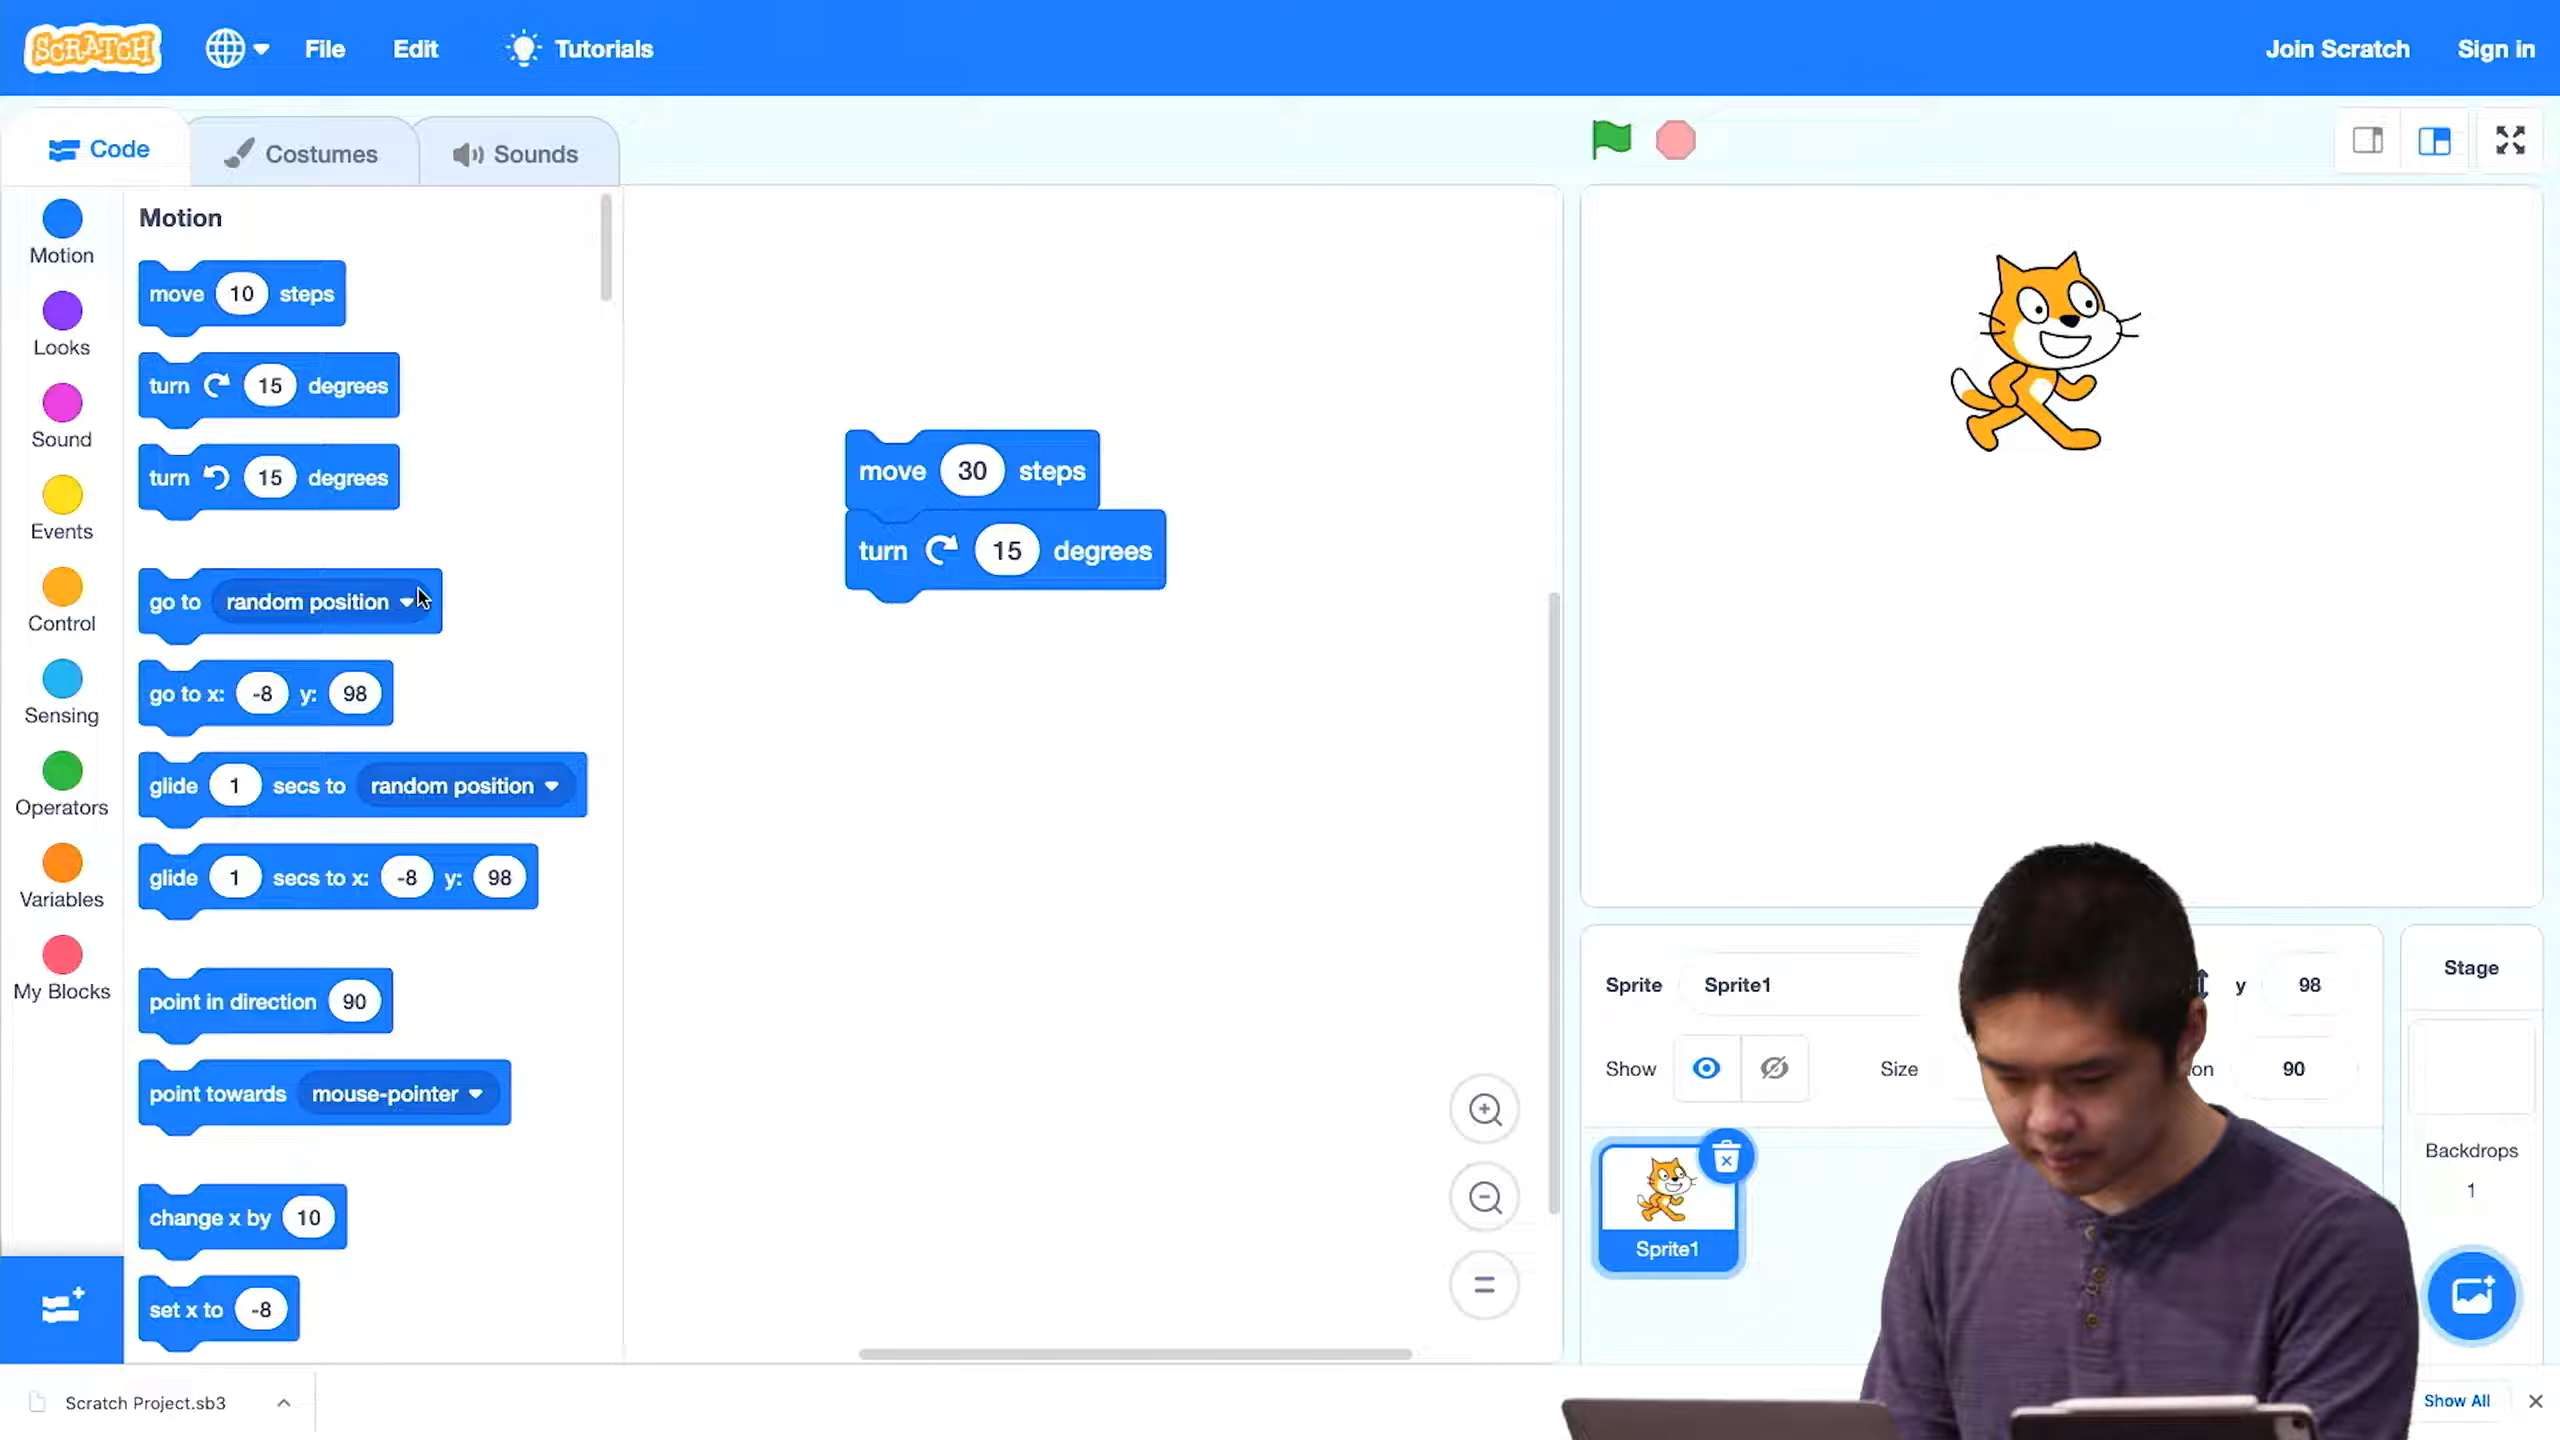 SCRATCH File Edit Tutorials Join Scratch Sign in
Code Costumes Sounds
Motion
Looks
Sound
Events
Control
Sensing
Operators
Variables
My Blocks
Motion
move 10 steps
turn 15 degrees
turn 15 degrees
go to random position
go to x: -8 y: 98
glide 1 secs to random position
glide 1 secs to x: -8 y: 98
point in direction 90
point towards mouse-pointer
change x by 10
set x to -8
move 30 steps
turn 15 degrees
Sprite Sprite1 y 98
Show Size on 90
Sprite1
Stage
Backdrops
1
Scratch Project.sb3
Show All